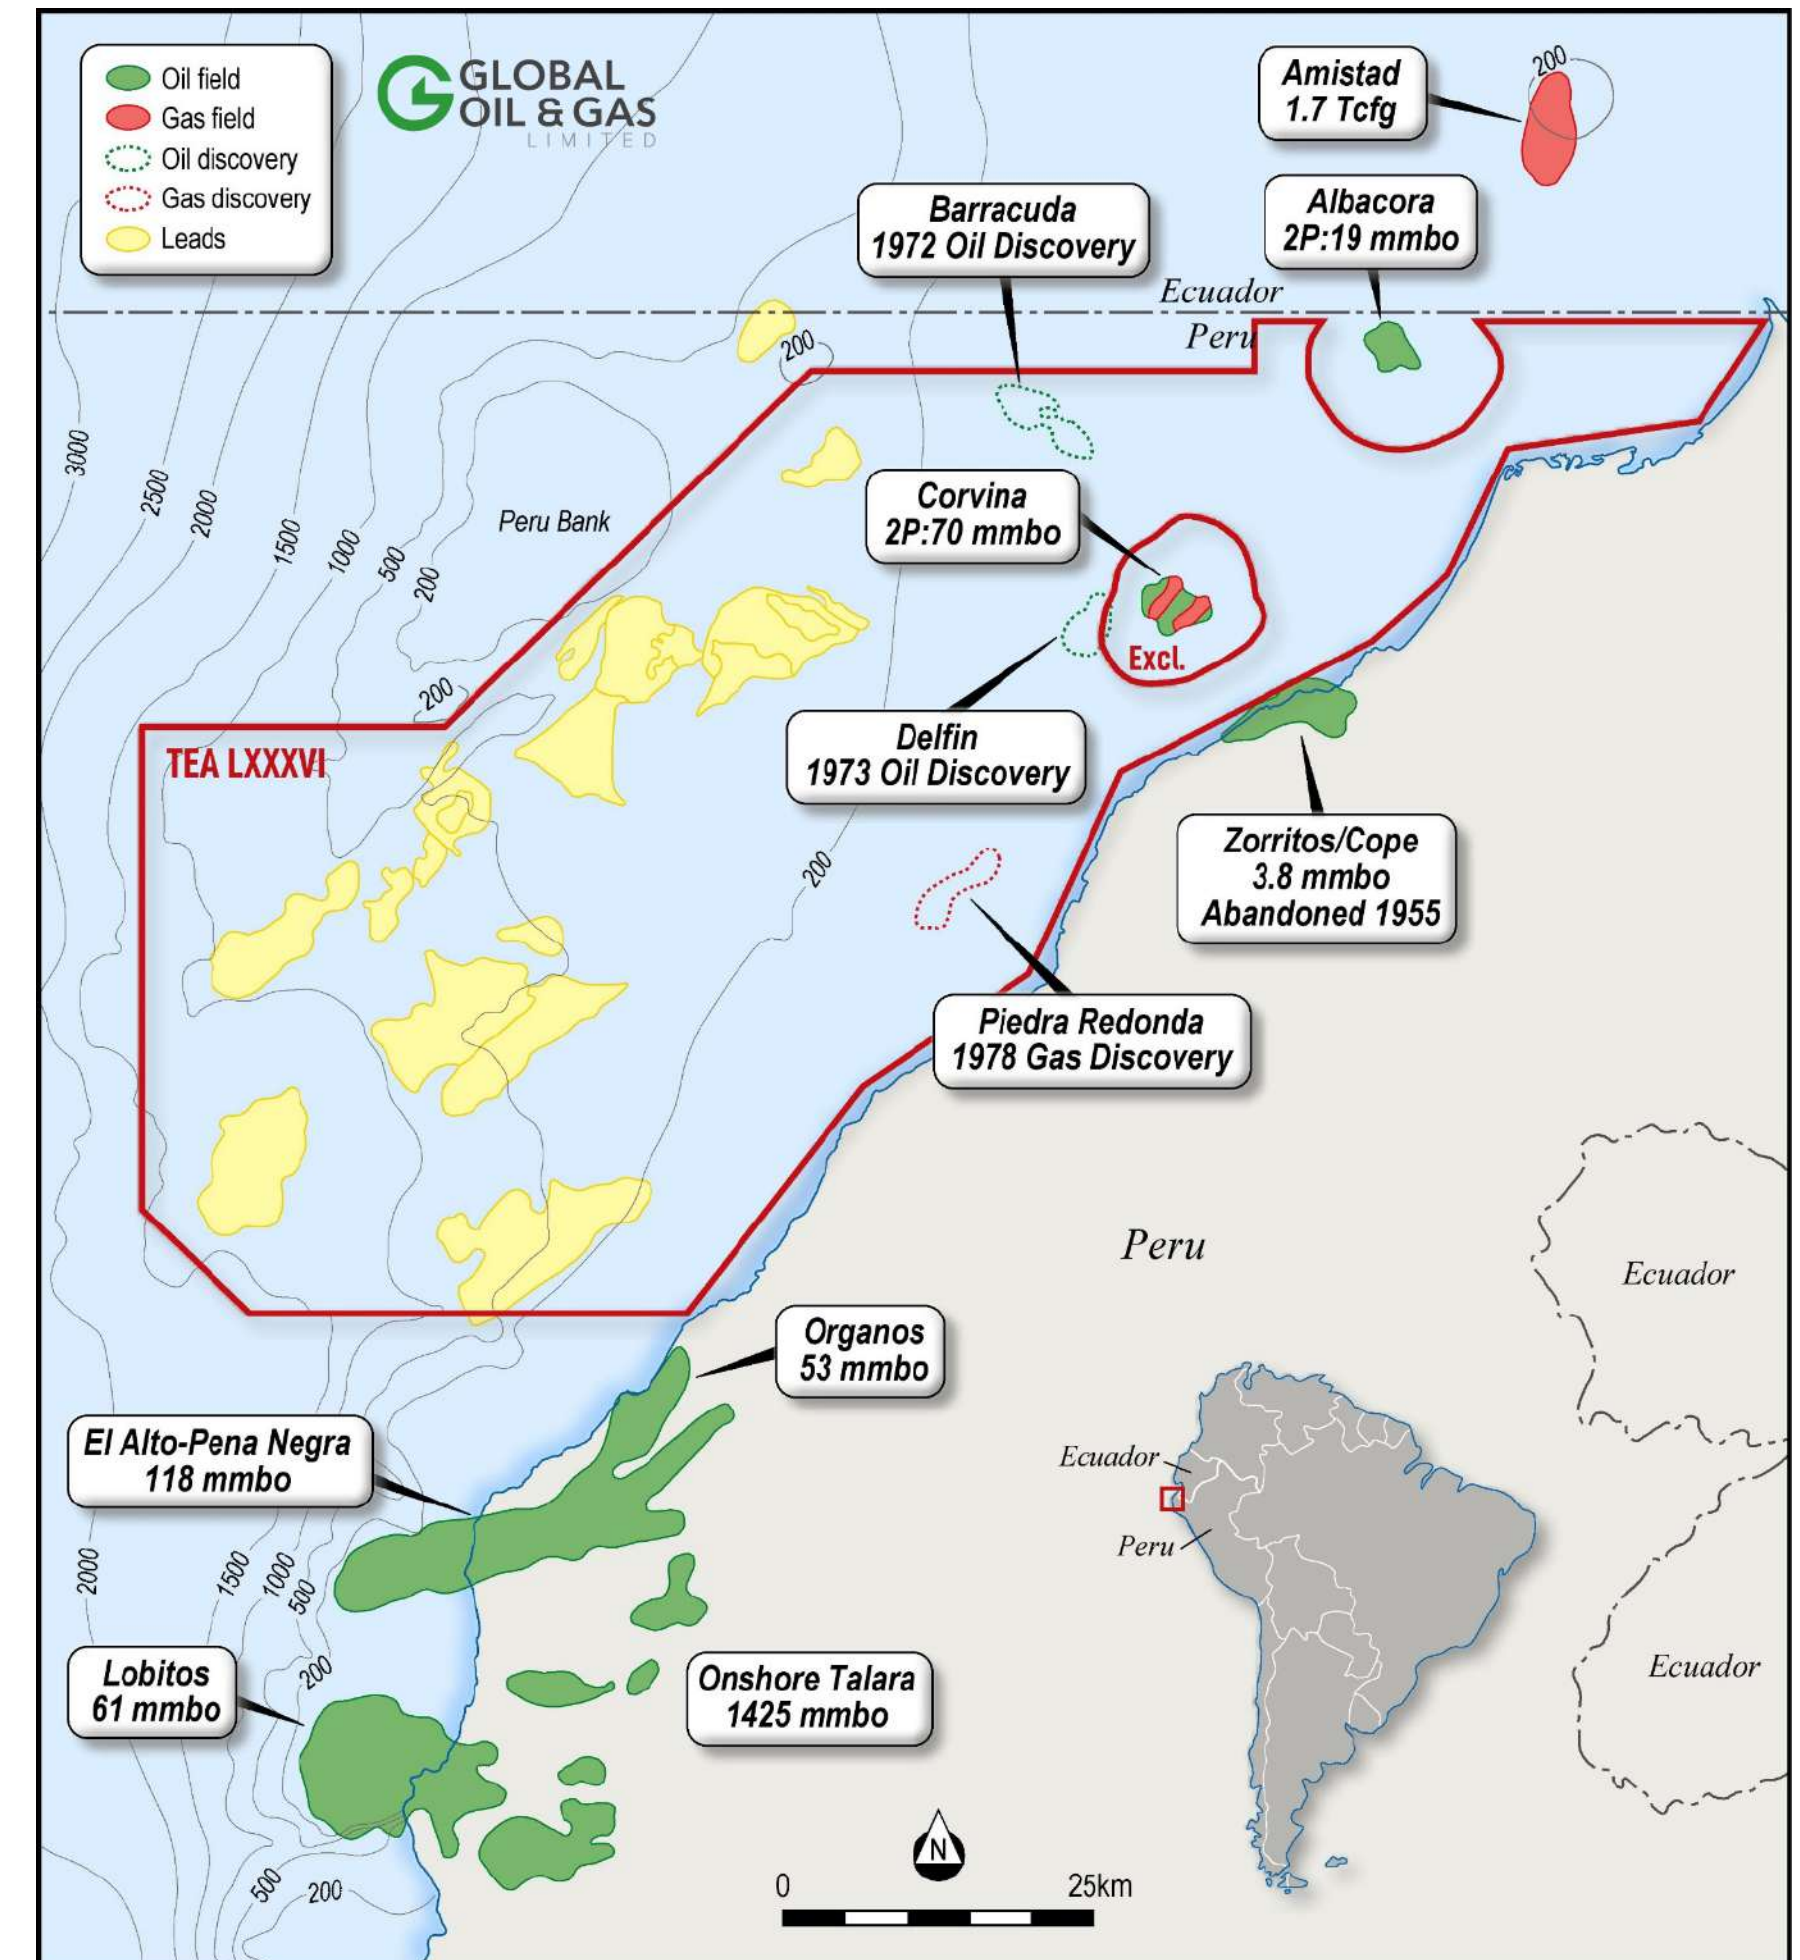 Oil field
Gas field
Oil discovery
Gas discovery
Leads
GLOBAL
OIL & GAS
LIMITED
Amistad
1.7 Tcfg
200
Barracuda
1972 Oil Discovery
Albacora
2P:19 mmbo
Ecuador
Peru
200
3000
2500
2000
1500
1000
500
200
Peru Bank
Corvina
2P:70 mmbo
Excl.
200
TEA LXXXVI
Delfin
1973 Oil Discovery
200
Zorritos/Cope
3.8 mmbo
Abandoned 1955
Piedra Redonda
1978 Gas Discovery
Peru
Ecuador
Organos
53 mmbo
El Alto-Pena Negra
118 mmbo
Ecuador
Peru
2000
1500
1000
500
200
Lobitos
61 mmbo
Onshore Talara
1425 mmbo
Ecuador
N
500
200
0
25km